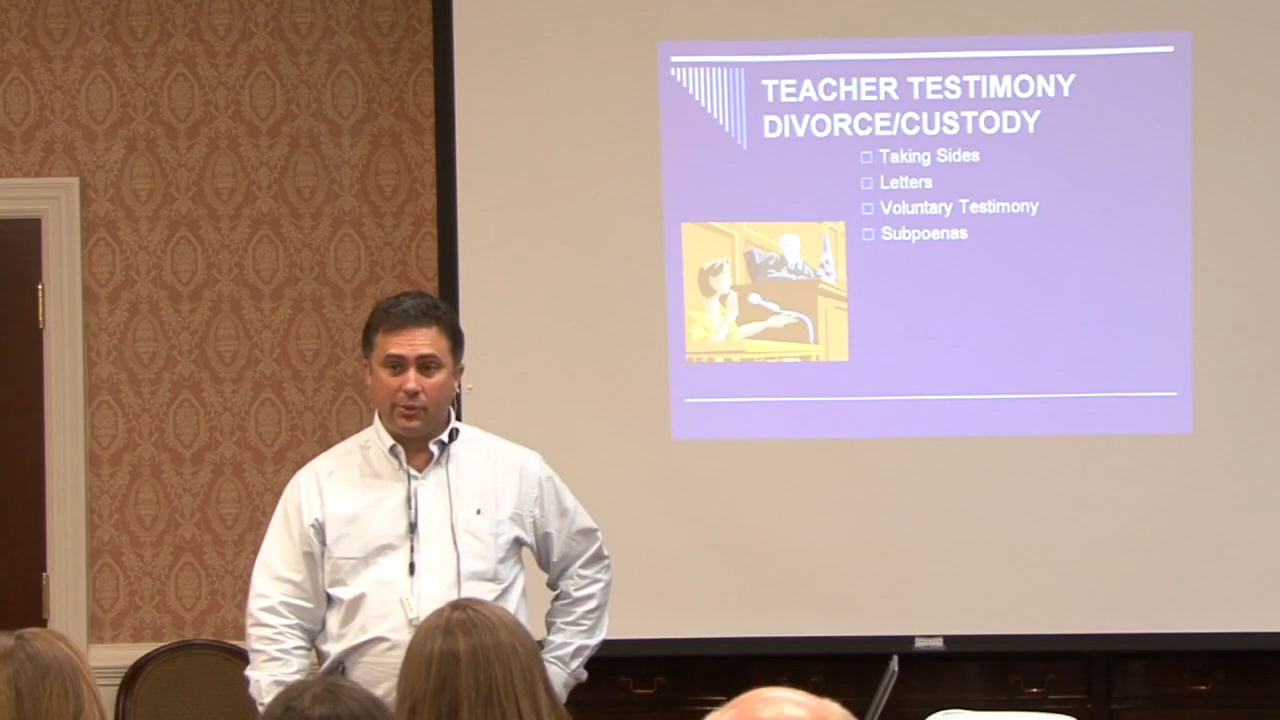 TEACHER TESTIMONY
DIVORCE/CUSTODY
Taking Sides
Letters
Voluntary Testimony
Subpoenas